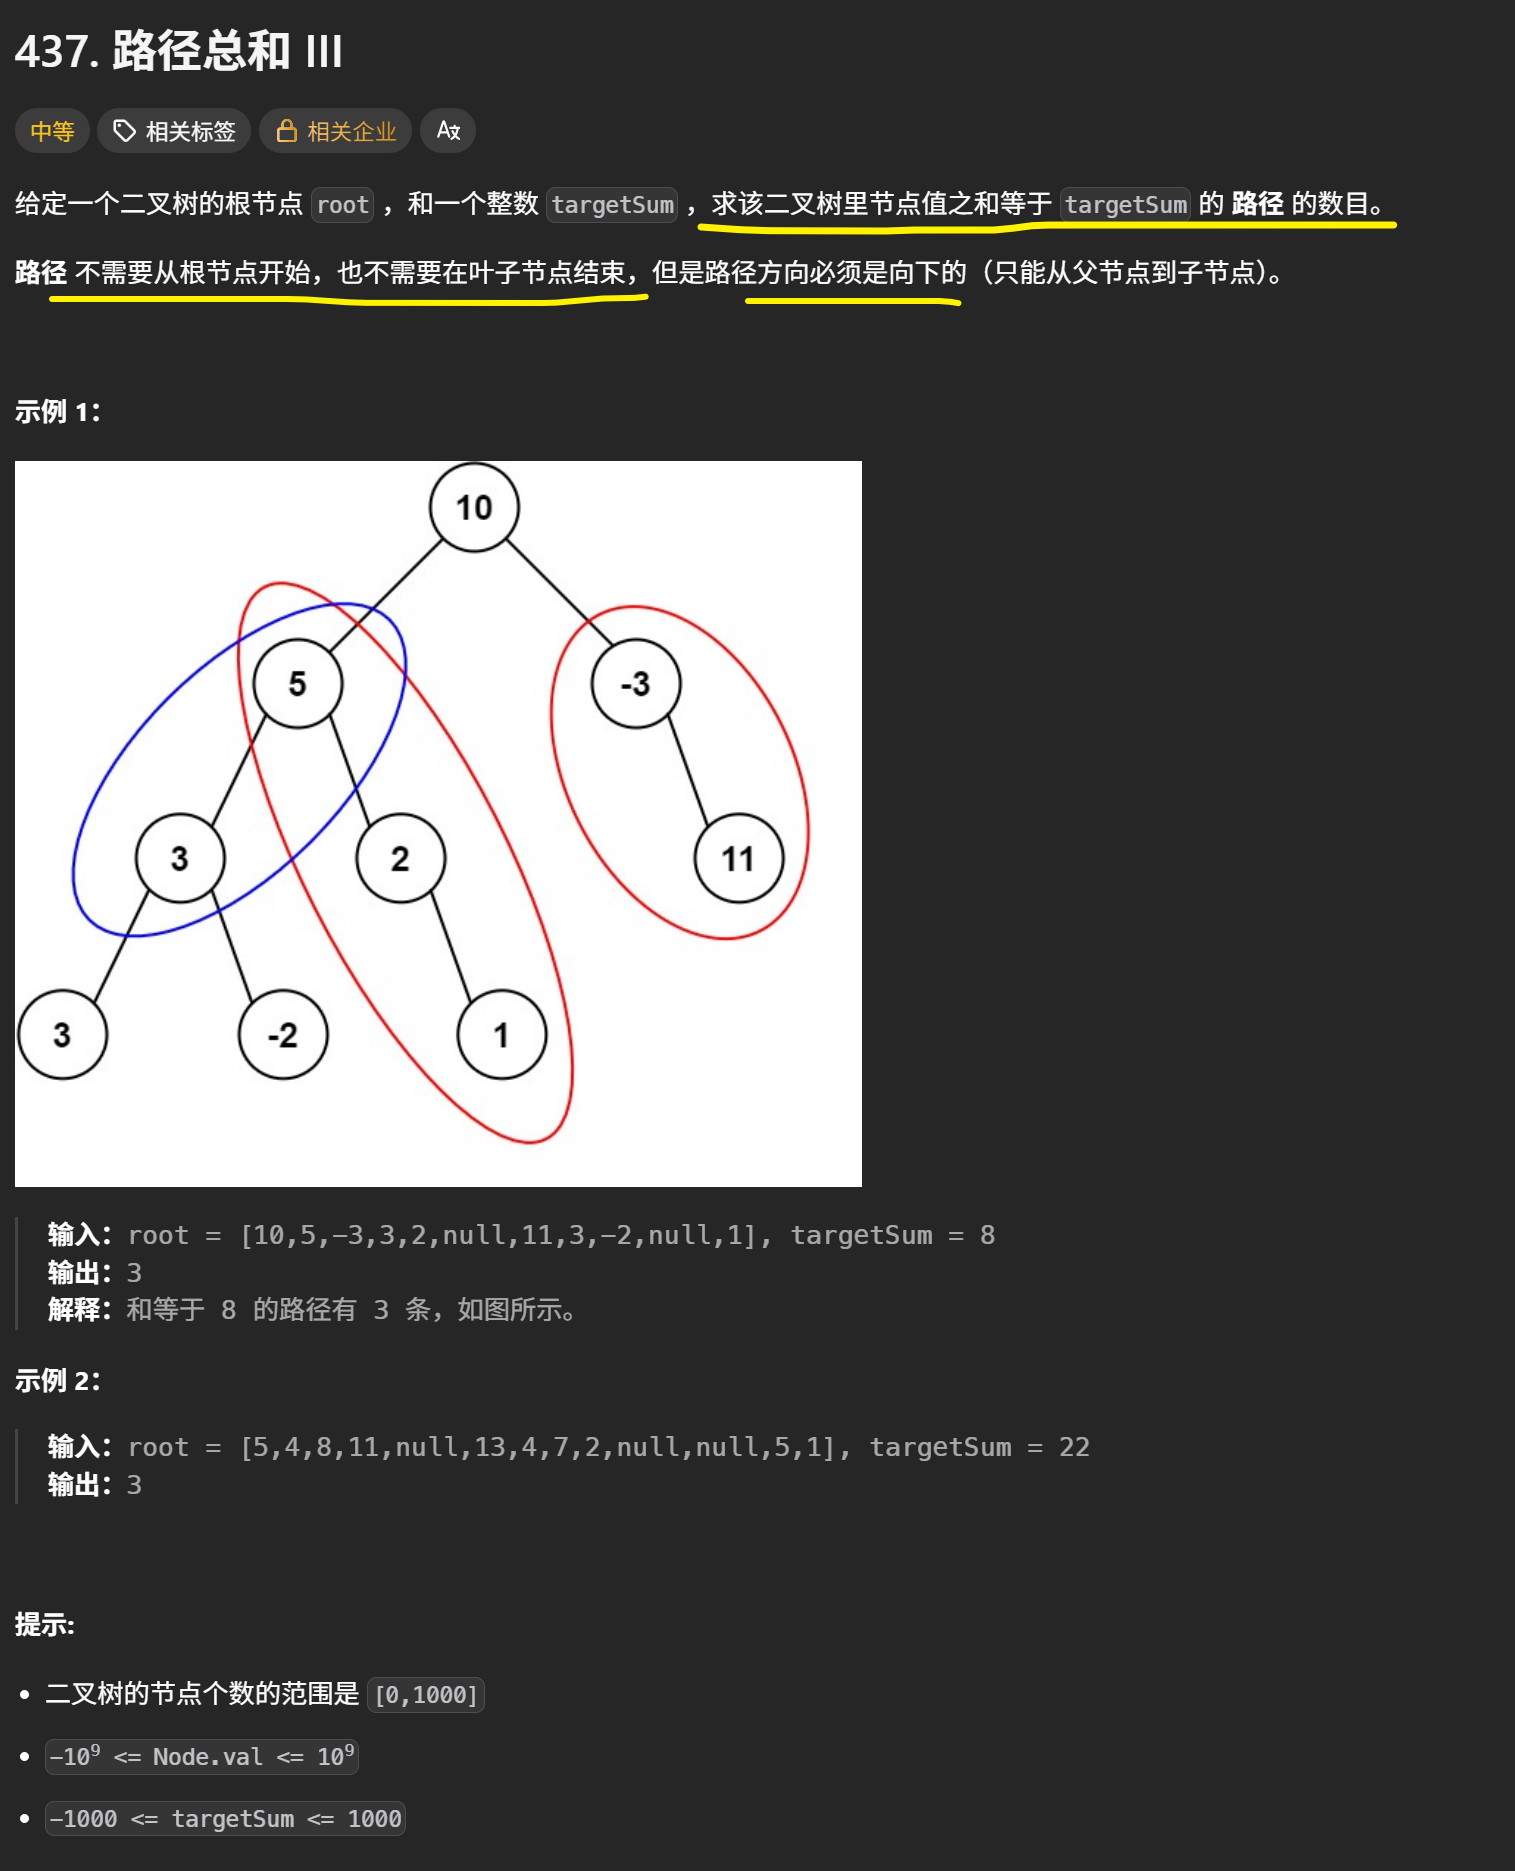 437. 路径总和 III
中等 相关标签 相关企业
给定一个二叉树的根节点 root ，和一个整数 targetSum ，求该二叉树里节点值之和等于 targetSum 的 路径 的数目。
路径 不需要从根节点开始，也不需要在叶子节点结束，但是路径方向必须是向下的（只能从父节点到子节点）。
示例 1：
10
5 -3
3 2 11
3 -2 1
输入：root = [10,5,-3,3,2,null,11,3,-2,null,1], targetSum = 8
输出：3
解释：和等于 8 的路径有 3 条，如图所示。
示例 2：
输入：root = [5,4,8,11,null,13,4,7,2,null,null,5,1], targetSum = 22
输出：3
提示:
• 二叉树的节点个数的范围是 [0,1000]
• -10⁹ <= Node.val <= 10⁹
• -1000 <= targetSum <= 1000